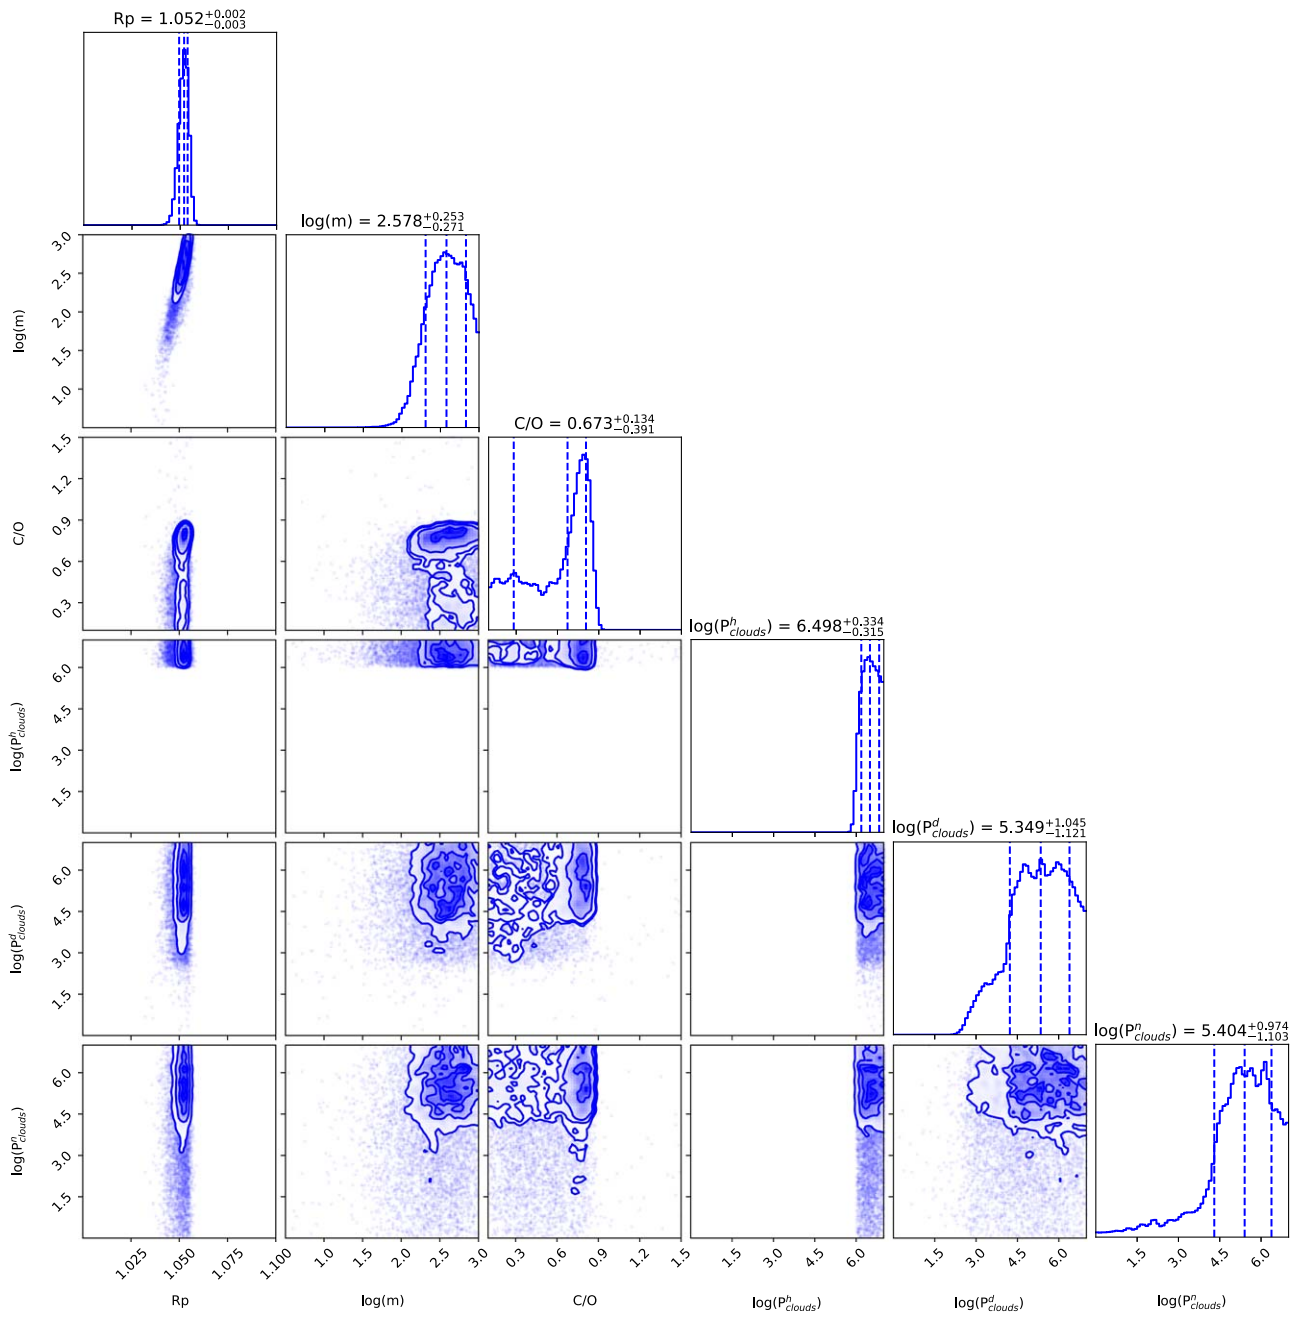 Rp = 1.052^{+0.002}_{−0.003}
log(m) = 2.578^{+0.253}_{−0.271}
3.0
2.5
2.0
1.5
1.0
log(m)
C/O = 0.673^{+0.134}_{−0.391}
1.5
1.2
0.9
0.6
0.3
C/O
log(P^{h}_{clouds}) = 6.498^{+0.334}_{−0.315}
6.0
4.5
3.0
1.5
log(P^{h}_{clouds})
log(P^{d}_{clouds}) = 5.349^{+1.045}_{−1.121}
6.0
4.5
3.0
1.5
log(P^{d}_{clouds})
log(P^{n}_{clouds}) = 5.404^{+0.974}_{−1.103}
6.0
4.5
3.0
1.5
log(P^{n}_{clouds})
1.025 1.050 1.075 1.100 1.0 1.5 2.0 2.5 3.0 0.3 0.6 0.9 1.2 1.5 1.5 3.0 4.5 6.0 1.5 3.0 4.5 6.0 1.5 3.0 4.5 6.0
Rp log(m) C/O log(P^{h}_{clouds}) log(P^{d}_{clouds}) log(P^{n}_{clouds})